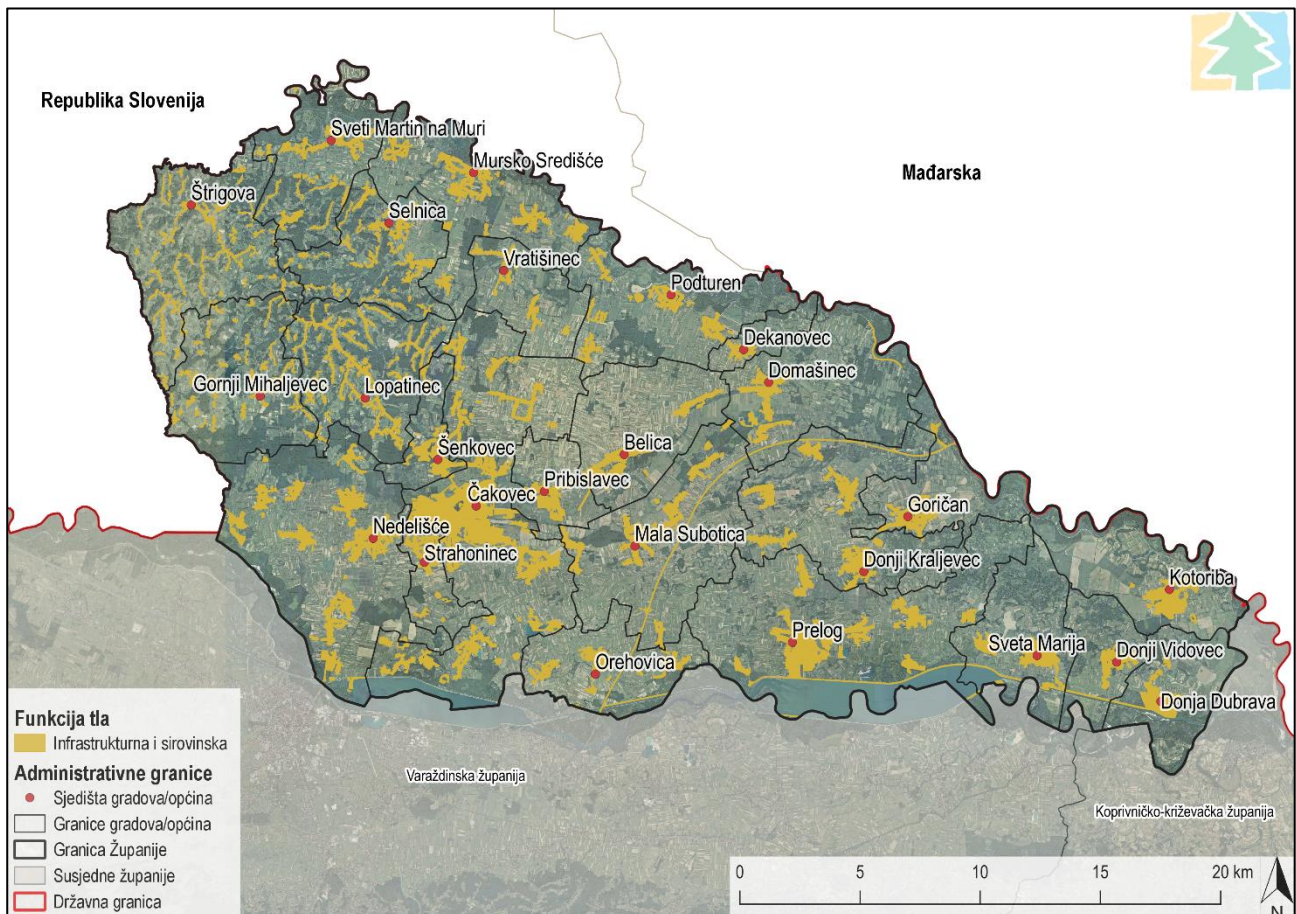 Republika Slovenija
Mađarska
Sveti Martin na Muri
Mursko Središće
Štrigova
Selnica
Vratišinec
Podturen
Dekanovec
Domašinec
Gornji Mihaljevec
Lopatinec
Šenkovec
Belica
Pribislavec
Čakovec
Goričan
Nedelišće
Mala Subotica
Strahoninec
Donji Kraljevec
Kotoriba
Prelog
Sveta Marija
Donji Vidovec
Orehovica
Donja Dubrava
Varaždinska županija
Koprivničko-križevačka županija
Funkcija tla
Infrastrukturna i sirovinska
Administrativne granice
Sjedišta gradova/općina
Granice gradova/općina
Granica Županije
Susjedne županije
Državna granica
0 5 10 15 20 km
N